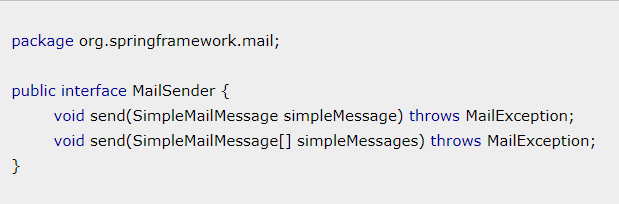 package org.springframework.mail;
public interface MailSender {
void send(SimpleMailMessage simpleMessage) throws MailException;
void send(SimpleMailMessage[] simpleMessages) throws MailException;
}